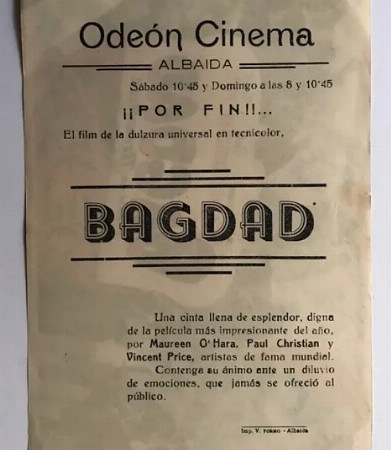 Odeón Cinema
ALBAIDA
Sábado 10'45 y Domingo a las 8 y 10'45
¡¡POR FIN!!...
El film de la dulzura universal en tecnicolor,
BAGDAD
Una cinta llena de esplendor, digna
de la película más impresionante del año,
por Maureen O'Hara, Paul Christian y
Vincent Price, artistas de fama mundial.
Contenga su ánimo ante un diluvio
de emociones, que jamás se ofreció al
público.
Imp. V. - Albaida